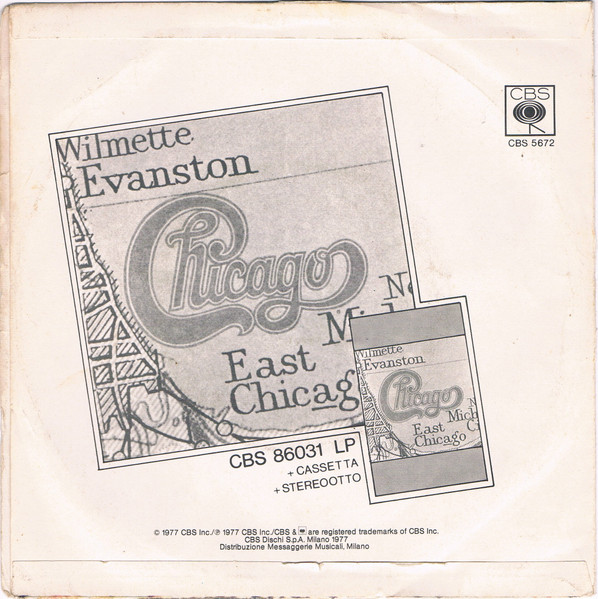 CBS
CBS 5672
Wilmette
Evanston
Chicago
East
Chicag
CBS 86031 LP
+ CASSETTA
+ STEREOOTTO
Wilmette
Evanston
Chicago
East
Chicago
Mich
© 1977 CBS Inc./℗ 1977 CBS Inc./CBS & are registered trademarks of CBS Inc.
CBS Dischi S.p.A. Milano 1977
Distribuzione Messaggerie Musicali, Milano